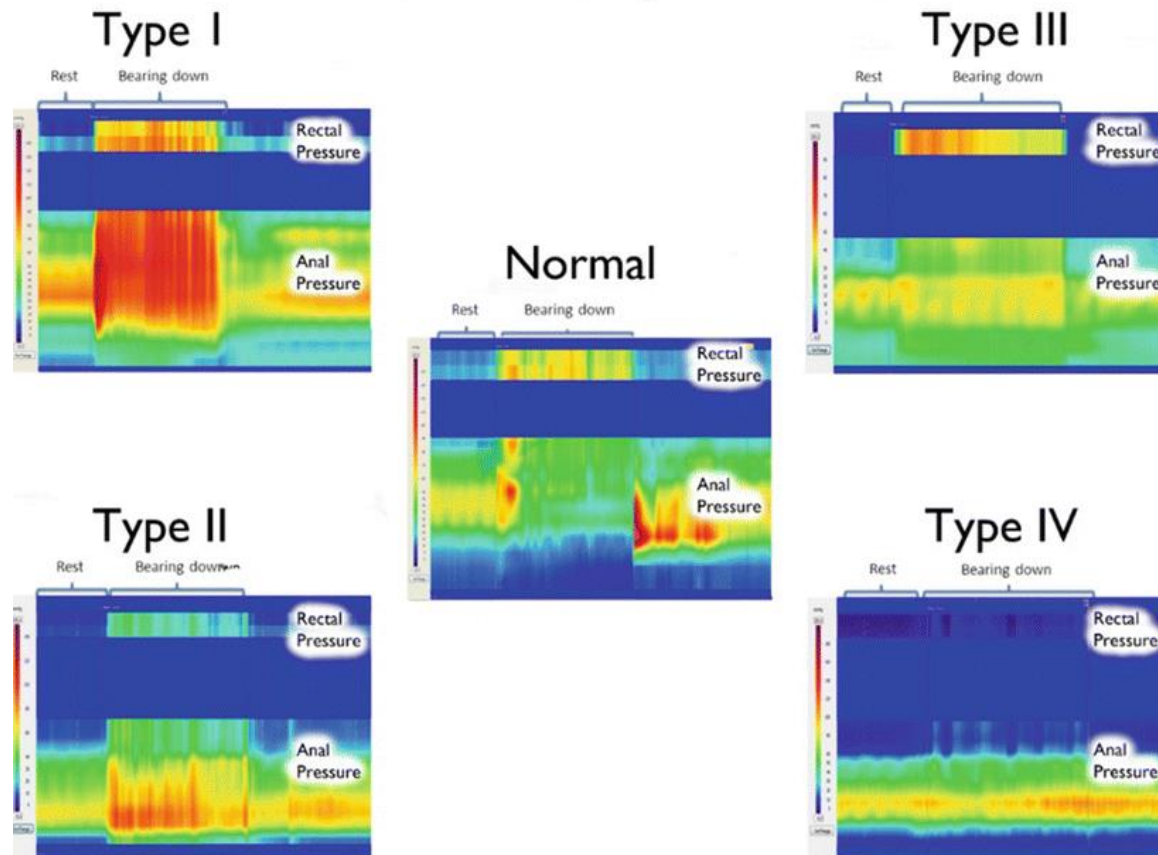 Type I
Rest Bearing down
Rectal
Pressure
Anal
Pressure
Type III
Rest Bearing down
Rectal
Pressure
Anal
Pressure
Normal
Rest Bearing down
Rectal
Pressure
Anal
Pressure
Type II
Rest Bearing down
Rectal
Pressure
Anal
Pressure
Type IV
Rest Bearing down
Rectal
Pressure
Anal
Pressure